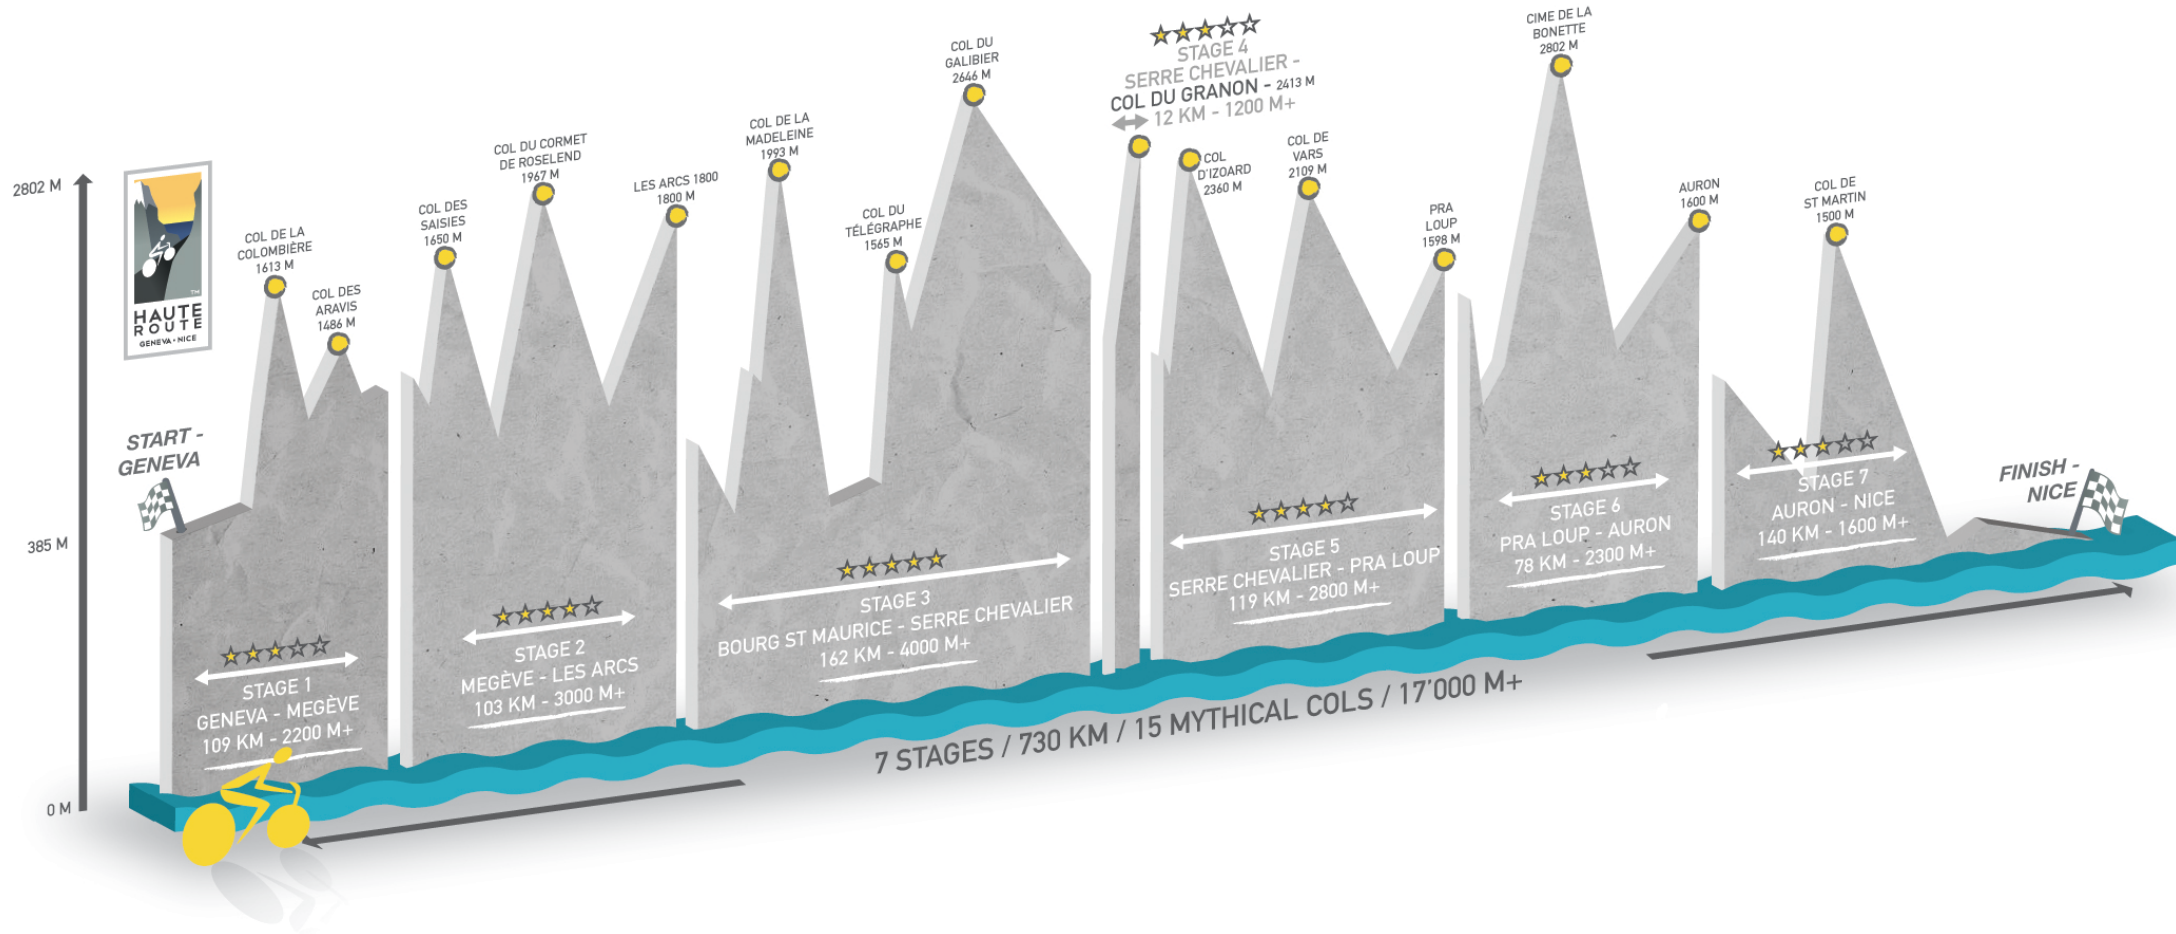 2802 M
385 M
0 M
HAUTE
ROUTE
GENEVA • NICE
TM
START -
GENEVA
COL DE LA
COLOMBIÈRE
1613 M
COL DES
ARAVIS
1486 M
STAGE 1
GENEVA - MEGÈVE
109 KM - 2200 M+
COL DES
SAISIES
1650 M
COL DU CORMET
DE ROSELEND
1967 M
LES ARCS 1800
1800 M
STAGE 2
MEGÈVE - LES ARCS
103 KM - 3000 M+
COL DE LA
MADELEINE
1993 M
COL DU
TÉLÉGRAPHE
1565 M
COL DU
GALIBIER
2646 M
STAGE 3
BOURG ST MAURICE - SERRE CHEVALIER
162 KM - 4000 M+
STAGE 4
SERRE CHEVALIER -
COL DU GRANON - 2413 M
12 KM - 1200 M+
COL
D'IZOARD
2360 M
COL DE
VARS
2109 M
PRA
LOUP
1598 M
STAGE 5
SERRE CHEVALIER - PRA LOUP
119 KM - 2800 M+
CIME DE LA
BONETTE
2802 M
AURON
1600 M
STAGE 6
PRA LOUP - AURON
78 KM - 2300 M+
COL DE
ST MARTIN
1500 M
STAGE 7
AURON - NICE
140 KM - 1600 M+
FINISH -
NICE
7 STAGES / 730 KM / 15 MYTHICAL COLS / 17'000 M+